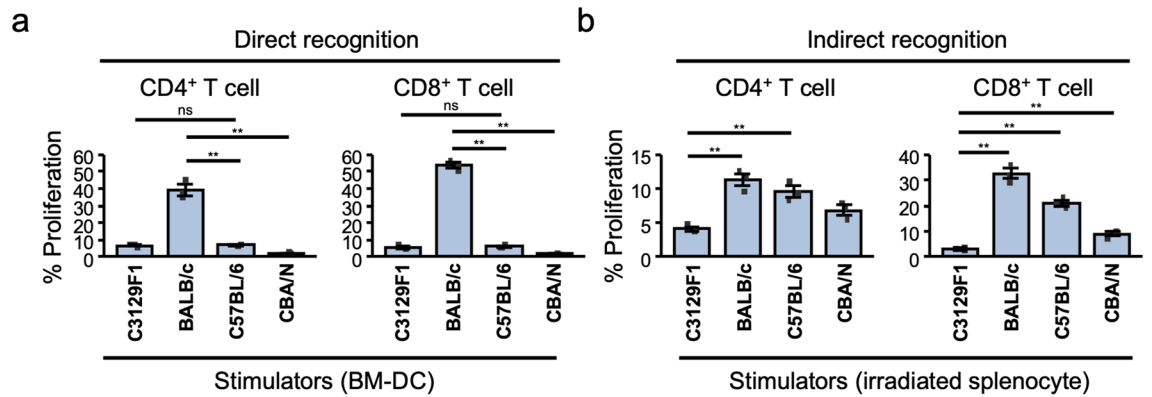 a
Direct recognition
CD4⁺ T cell
ns
**
**
% Proliferation
60
50
40
30
20
10
0
C3129F1
BALB/c
C57BL/6
CBA/N
CD8⁺ T cell
ns
**
**
60
50
40
30
20
10
0
C3129F1
BALB/c
C57BL/6
CBA/N
Stimulators (BM-DC)
b
Indirect recognition
CD4⁺ T cell
**
**
% Proliferation
15
10
5
0
C3129F1
BALB/c
C57BL/6
CBA/N
CD8⁺ T cell
**
**
**
40
30
20
10
0
C3129F1
BALB/c
C57BL/6
CBA/N
Stimulators (irradiated splenocyte)